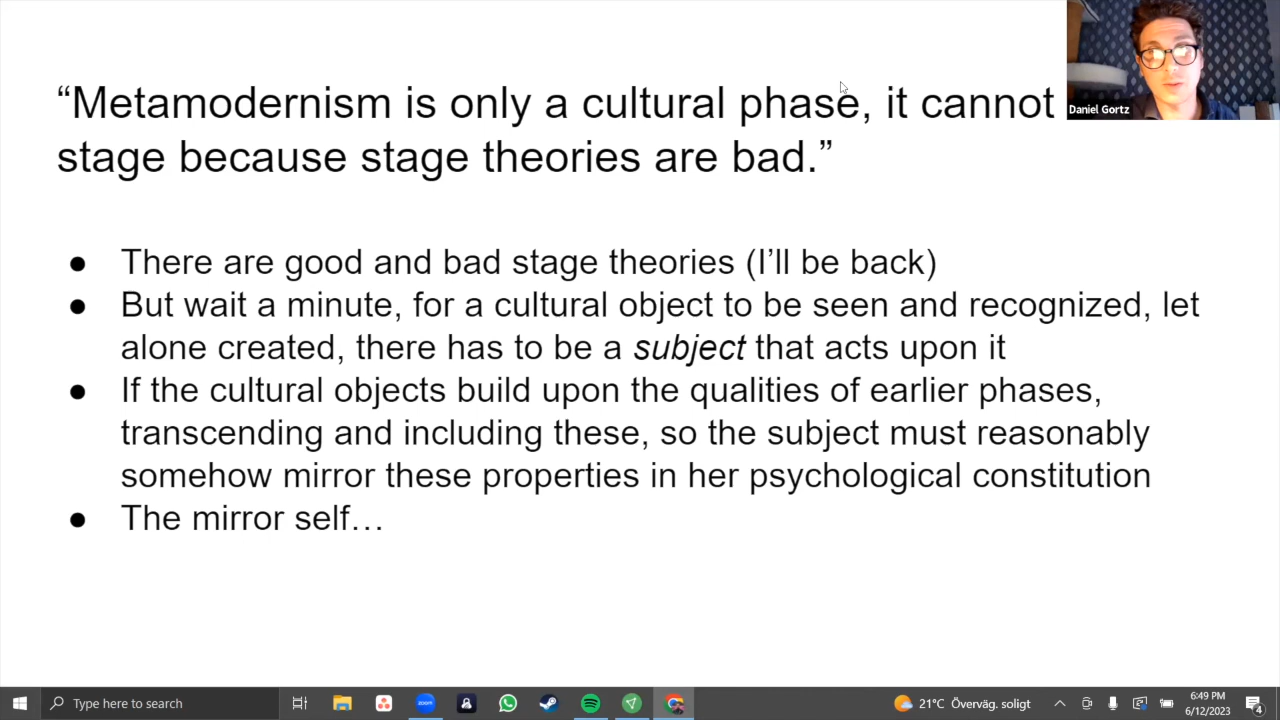 “Metamodernism is only a cultural phase, it cannot
stage because stage theories are bad.”
Daniel Gortz
● There are good and bad stage theories (I’ll be back)
● But wait a minute, for a cultural object to be seen and recognized, let
alone created, there has to be a subject that acts upon it
● If the cultural objects build upon the qualities of earlier phases,
transcending and including these, so the subject must reasonably
somehow mirror these properties in her psychological constitution
● The mirror self…
Type here to search
zoom
21°C Överväg. soligt
6:49 PM
6/12/2023
4